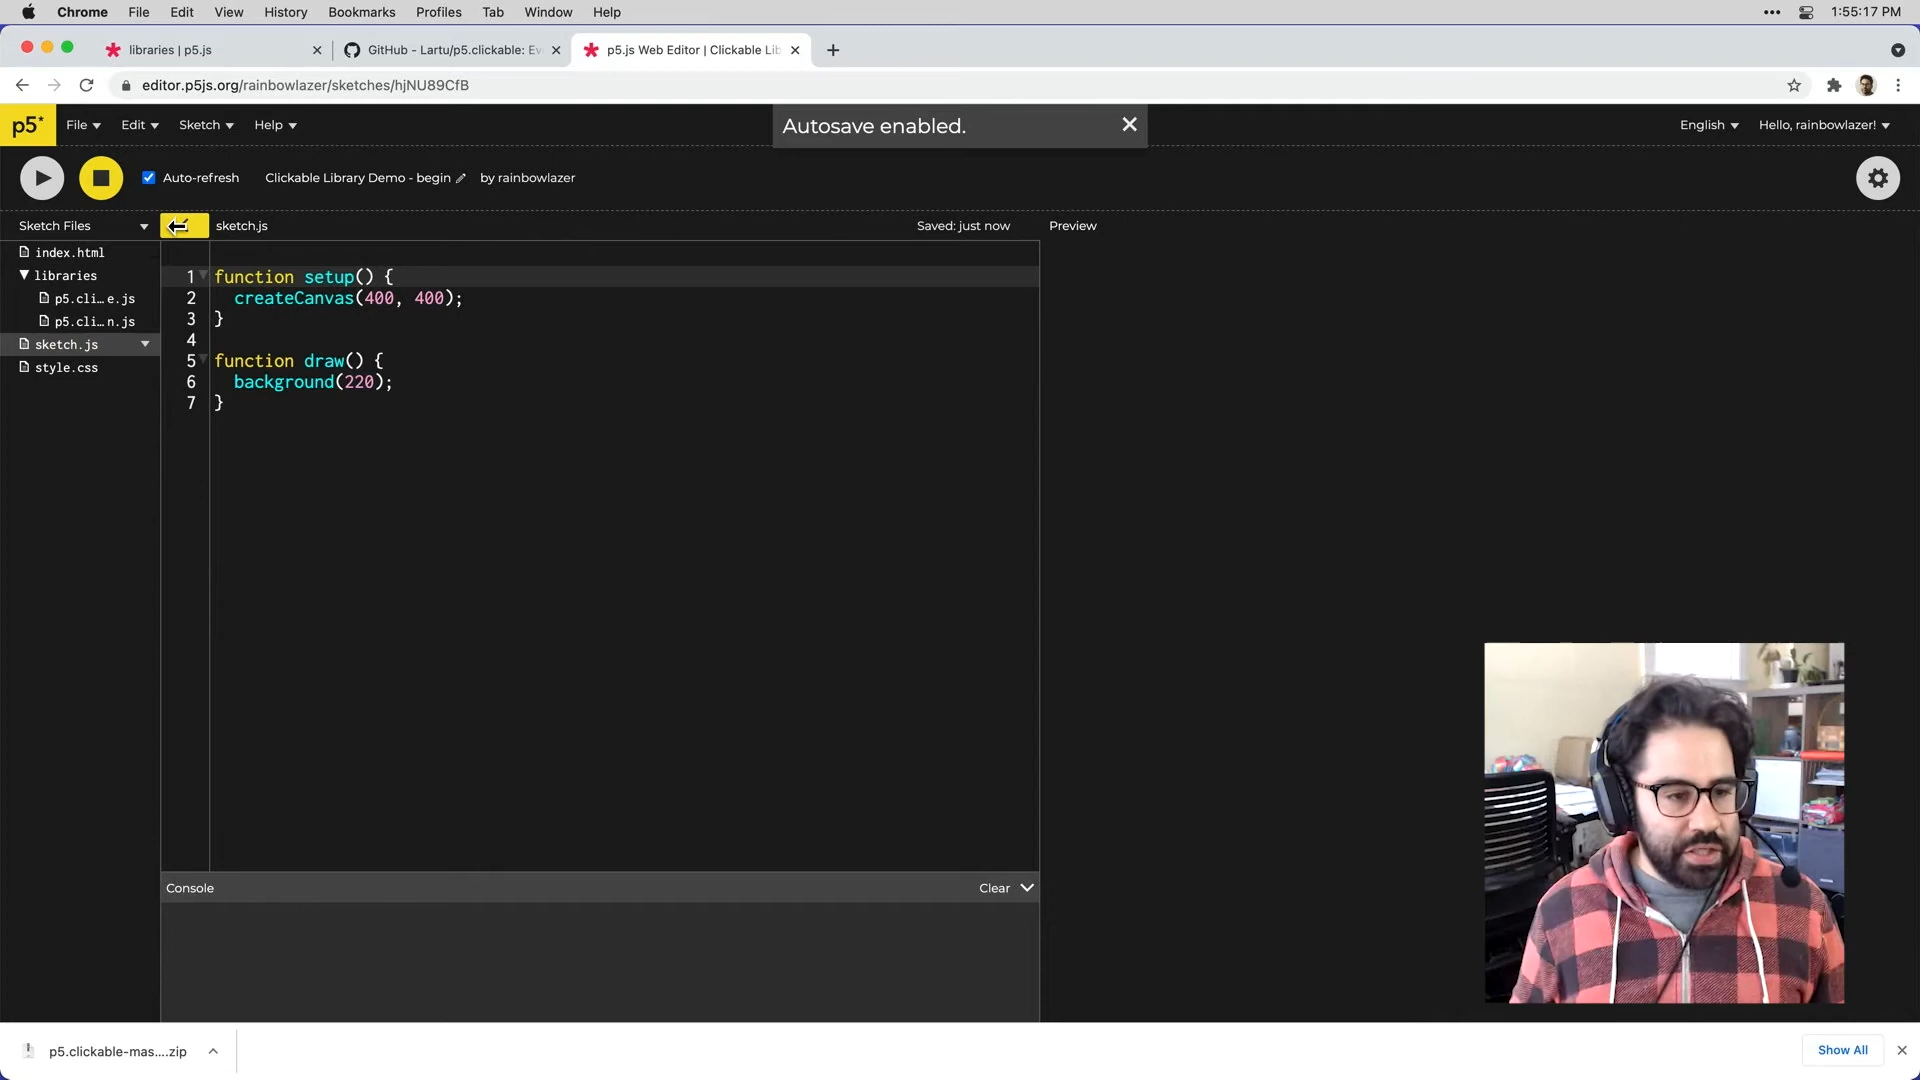 Chrome File Edit View History Bookmarks Profiles Tab Window Help 1:55:17 PM
libraries | p5.js
GitHub - Lartu/p5.clickable: Ev
p5.js Web Editor | Clickable Lib
editor.p5js.org/rainbowlazer/sketches/hjNU89CfB
p5* File Edit Sketch Help
Autosave enabled.
English Hello, rainbowlazer!
Auto-refresh Clickable Library Demo - begin by rainbowlazer
Sketch Files sketch.js Saved: just now Preview
index.html
libraries
p5.cli…e.js
p5.cli…n.js
sketch.js
style.css
1 function setup() {
2 createCanvas(400, 400);
3 }
4
5 function draw() {
6 background(220);
7 }
Console Clear
p5.clickable-mas....zip Show All